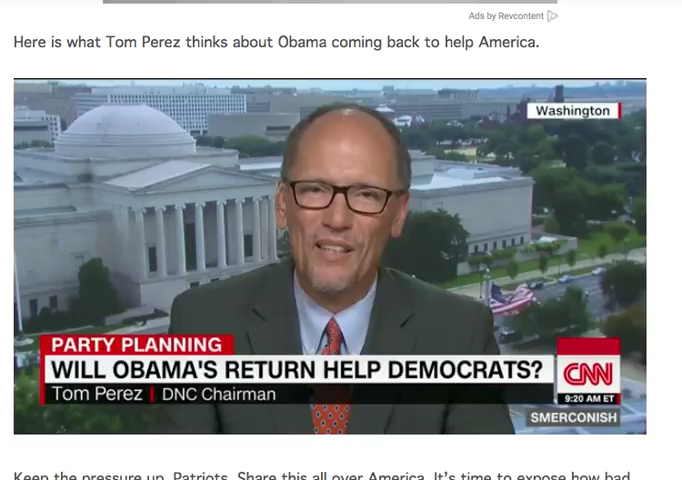 Ads by Revcontent
Here is what Tom Perez thinks about Obama coming back to help America.
Washington
PARTY PLANNING
WILL OBAMA'S RETURN HELP DEMOCRATS?
CNN
Tom Perez | DNC Chairman
9:20 AM ET
SMERCONISH
Keep the pressure up, Patriots. Share this all over America. It's time to expose how bad